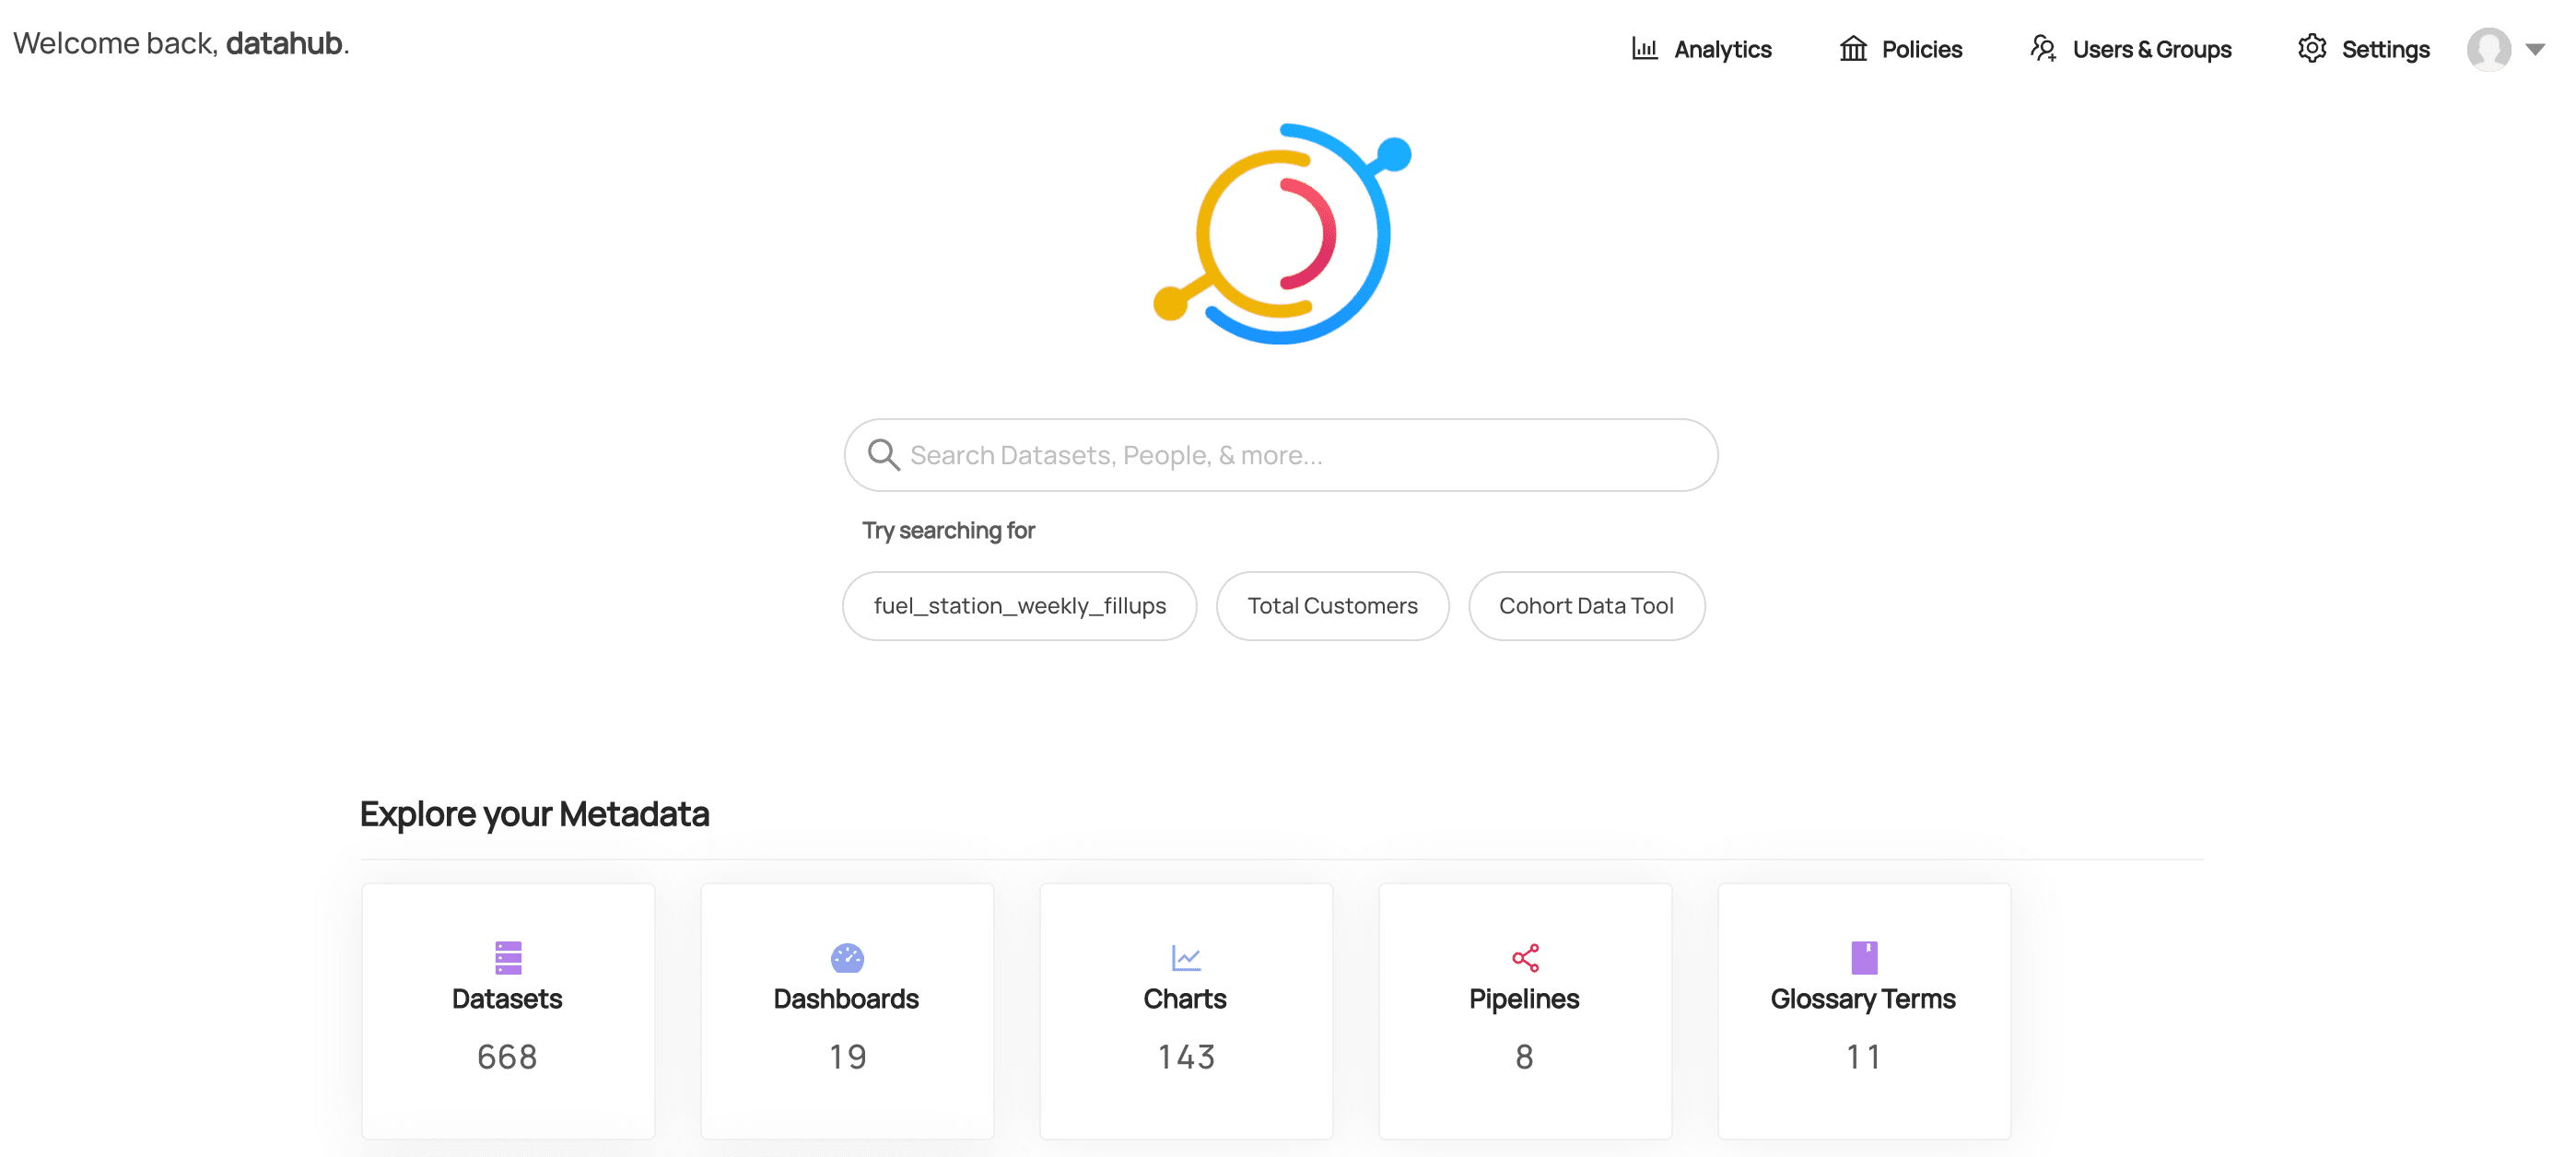 Welcome back, datahub.
Analytics
Policies
Users & Groups
Settings
Search Datasets, People, & more...
Try searching for
fuel_station_weekly_fillups
Total Customers
Cohort Data Tool
Explore your Metadata
Datasets
668
Dashboards
19
Charts
143
Pipelines
8
Glossary Terms
11